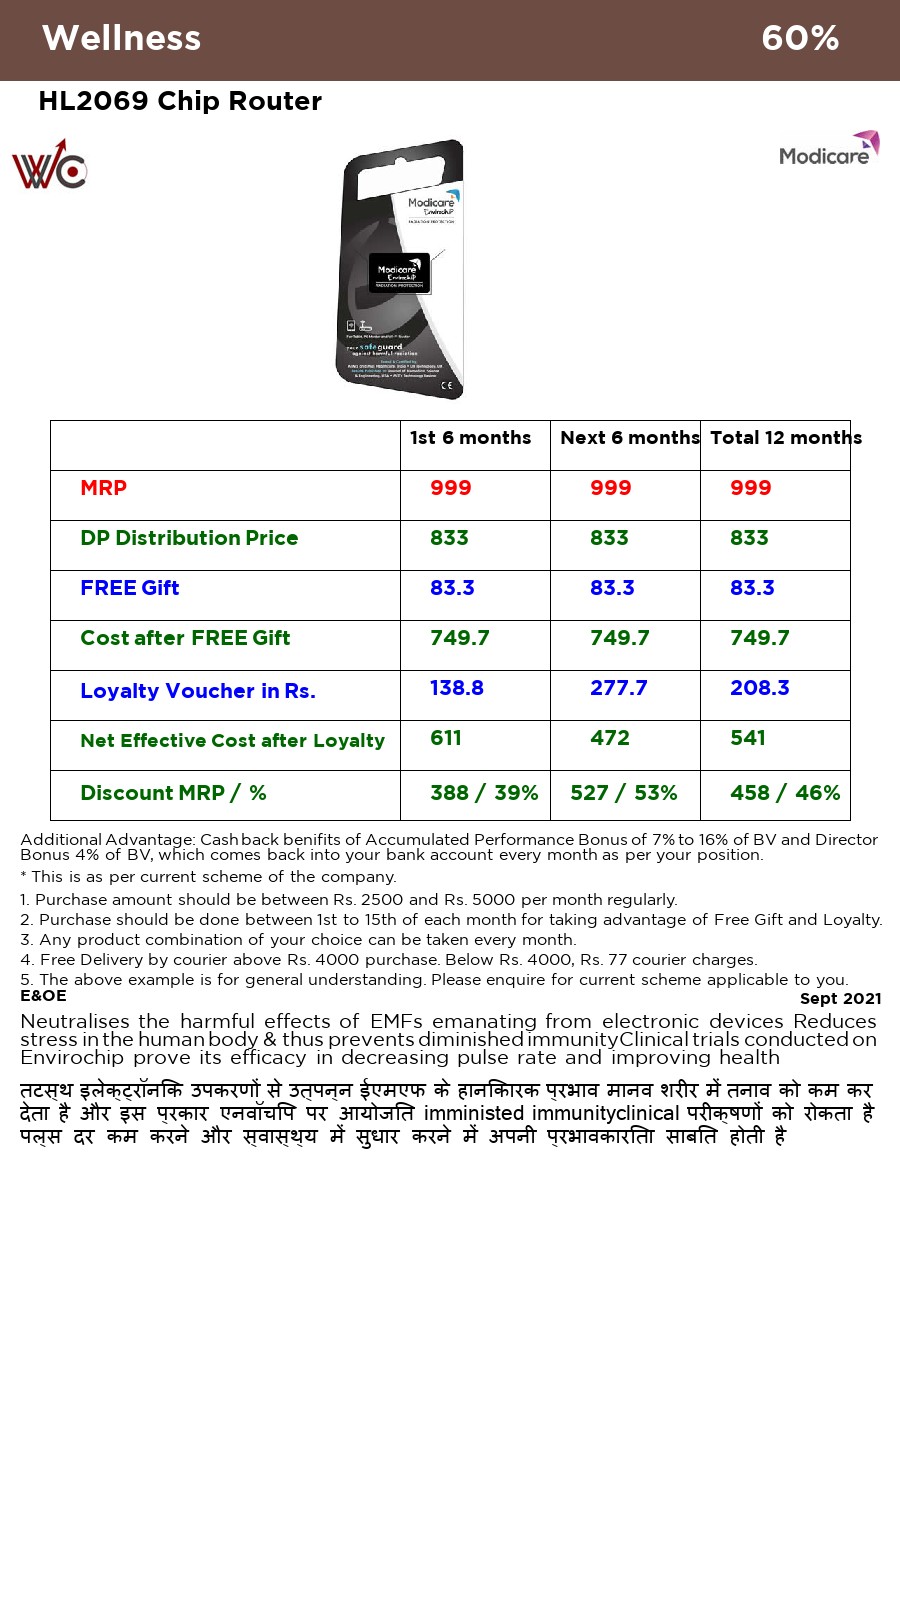 Wellness 60%
HL2069 Chip Router
WC
Modicare
Modicare
Envirochip
RADIATION PROTECTION
Modicare
Envirochip
RADIATION PROTECTION
your safeguard
against harmful radiation
1st 6 months Next 6 months Total 12 months
MRP 999 999 999
DP Distribution Price 833 833 833
FREE Gift 83.3 83.3 83.3
Cost after FREE Gift 749.7 749.7 749.7
Loyalty Voucher in Rs. 138.8 277.7 208.3
Net Effective Cost after Loyalty 611 472 541
Discount MRP / % 388 / 39% 527 / 53% 458 / 46%
Additional Advantage: Cash back benifits of Accumulated Performance Bonus of 7% to 16% of BV and Director
Bonus 4% of BV, which comes back into your bank account every month as per your position.
* This is as per current scheme of the company.
1. Purchase amount should be between Rs. 2500 and Rs. 5000 per month regularly.
2. Purchase should be done between 1st to 15th of each month for taking advantage of Free Gift and Loyalty.
3. Any product combination of your choice can be taken every month.
4. Free Delivery by courier above Rs. 4000 purchase. Below Rs. 4000, Rs. 77 courier charges.
5. The above example is for general understanding. Please enquire for current scheme applicable to you.
E&OE
Sept 2021
Neutralises the harmful effects of EMFs emanating from electronic devices Reduces
stress in the human body & thus prevents diminished immunityClinical trials conducted on
Envirochip prove its efficacy in decreasing pulse rate and improving health
तटस्थ इलेक्ट्रॉनिक उपकरणों से उत्पन्न ईएमएफ के हानिकारक प्रभाव मानव शरीर में तनाव को कम कर
देता है और इस प्रकार एनवॉचिप पर आयोजित imministed immunityclinical परीक्षणों को रोकता है
पल्स दर कम करने और स्वास्थ्य में सुधार करने में अपनी प्रभावकारिता साबित होती है